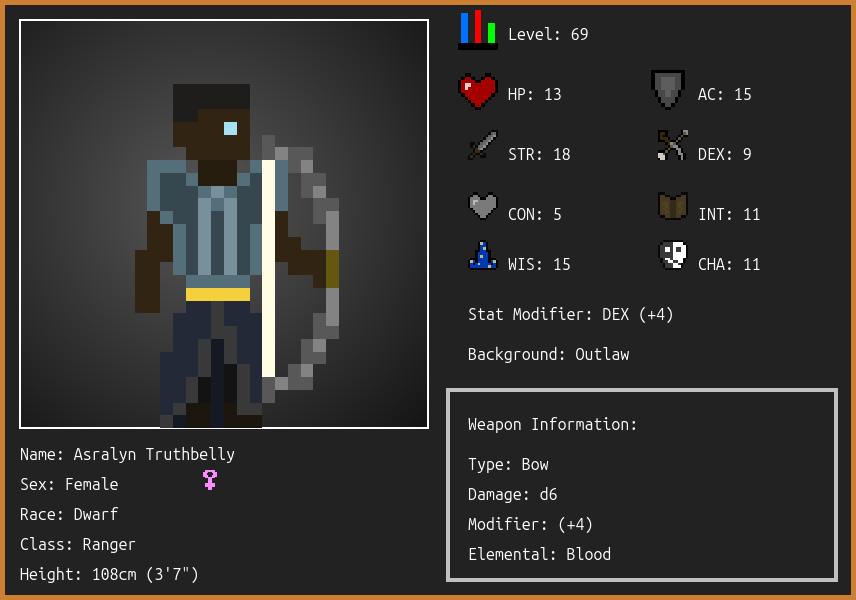 Level: 69
HP: 13
AC: 15
STR: 18
DEX: 9
CON: 5
INT: 11
WIS: 15
CHA: 11
Stat Modifier: DEX (+4)
Background: Outlaw
Weapon Information:
Type: Bow
Damage: d6
Modifier: (+4)
Elemental: Blood
Name: Asralyn Truthbelly
Sex: Female
Race: Dwarf
Class: Ranger
Height: 108cm (3'7")